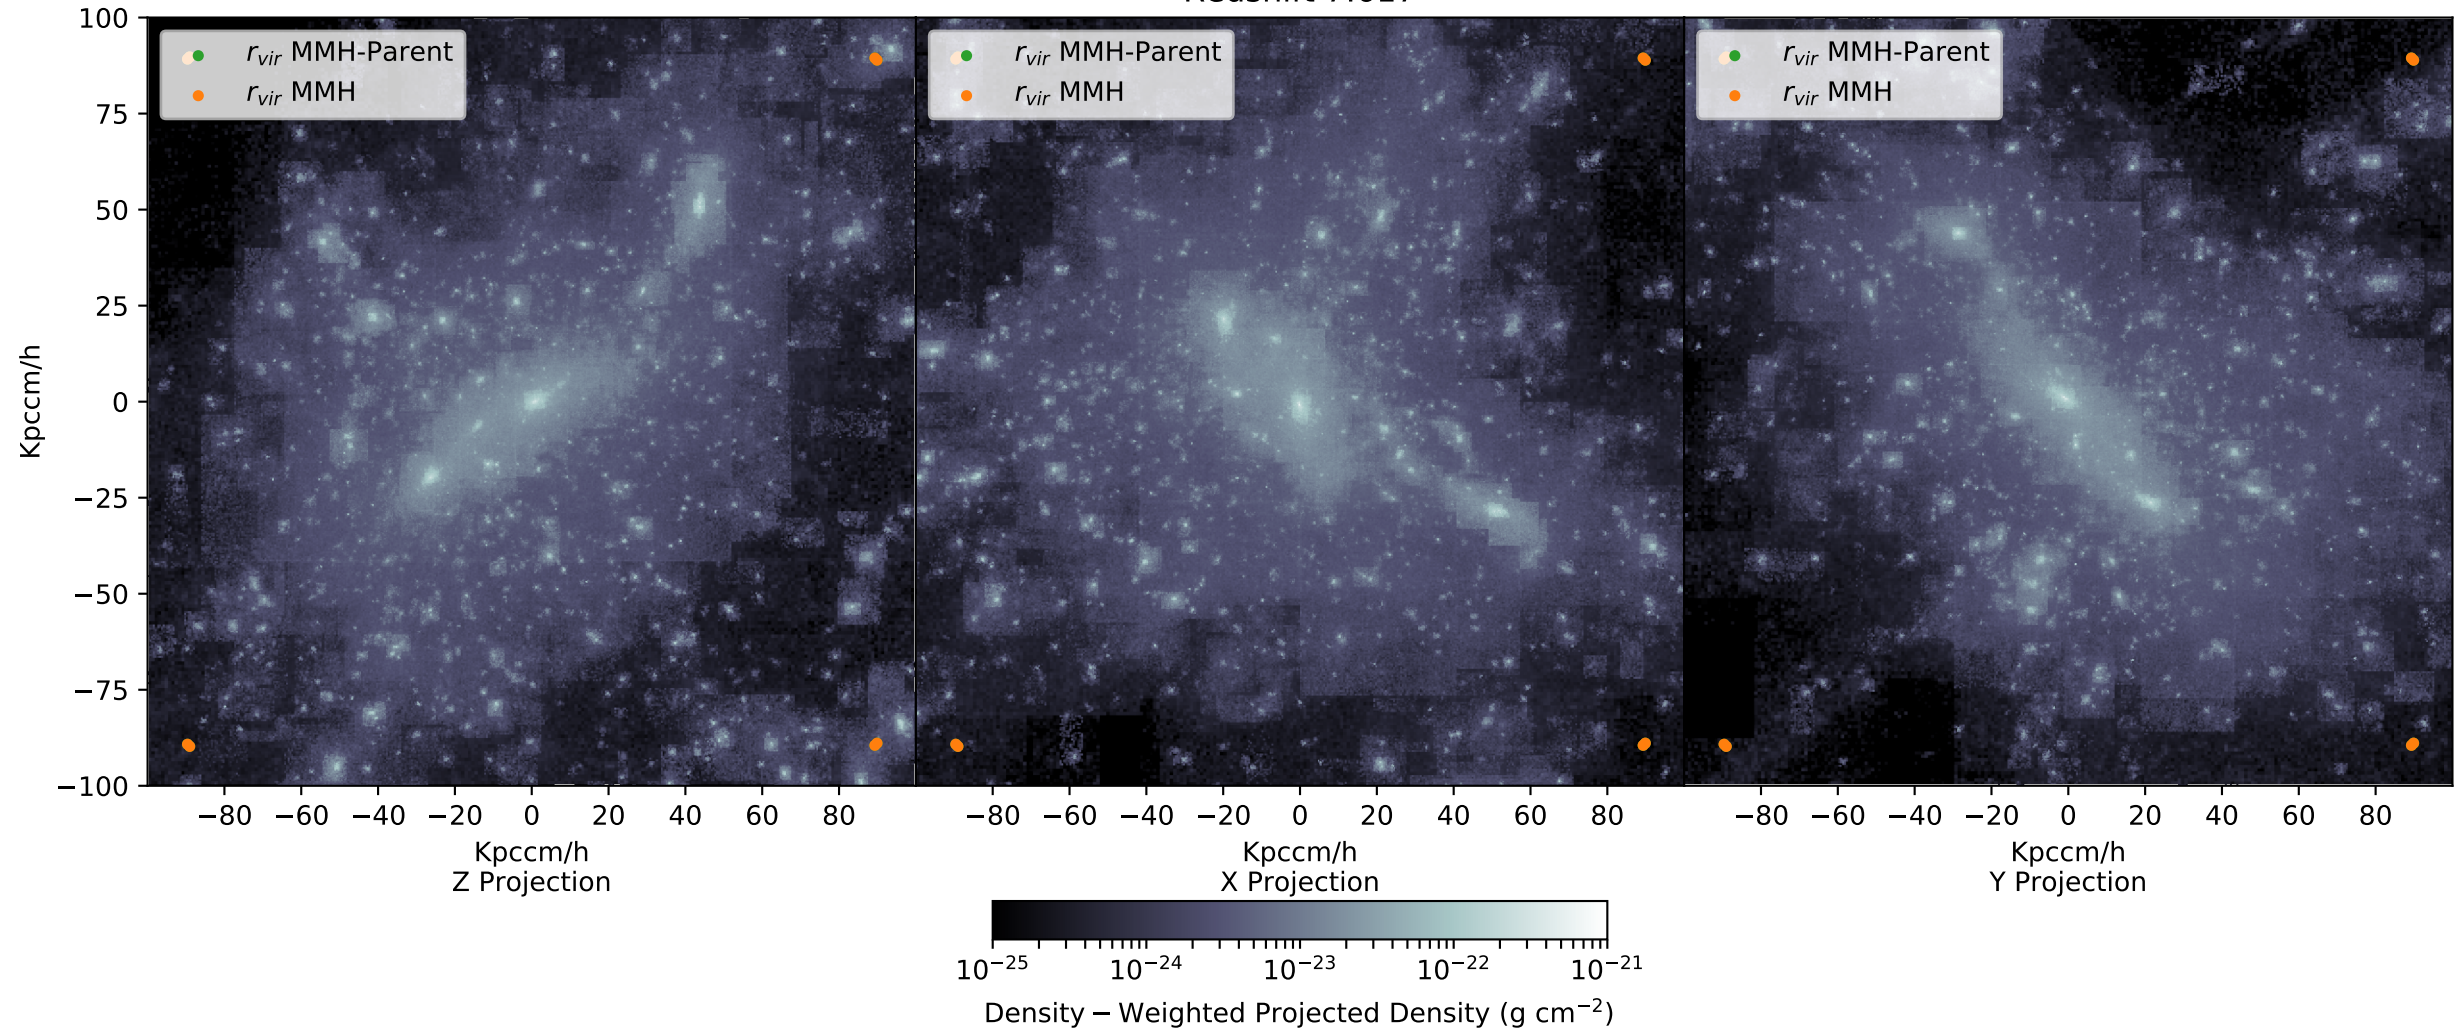 r_vir MMH-Parent
r_vir MMH
r_vir MMH-Parent
r_vir MMH
r_vir MMH-Parent
r_vir MMH
100
75
50
25
0
−25
−50
−75
−100
Kpccm/h
−80 −60 −40 −20 0 20 40 60 80
−80 −60 −40 −20 0 20 40 60 80
−80 −60 −40 −20 0 20 40 60 80
Kpccm/h
Z Projection
Kpccm/h
X Projection
Kpccm/h
Y Projection
10^−25 10^−24 10^−23 10^−22 10^−21
Density − Weighted Projected Density (g cm^−2)